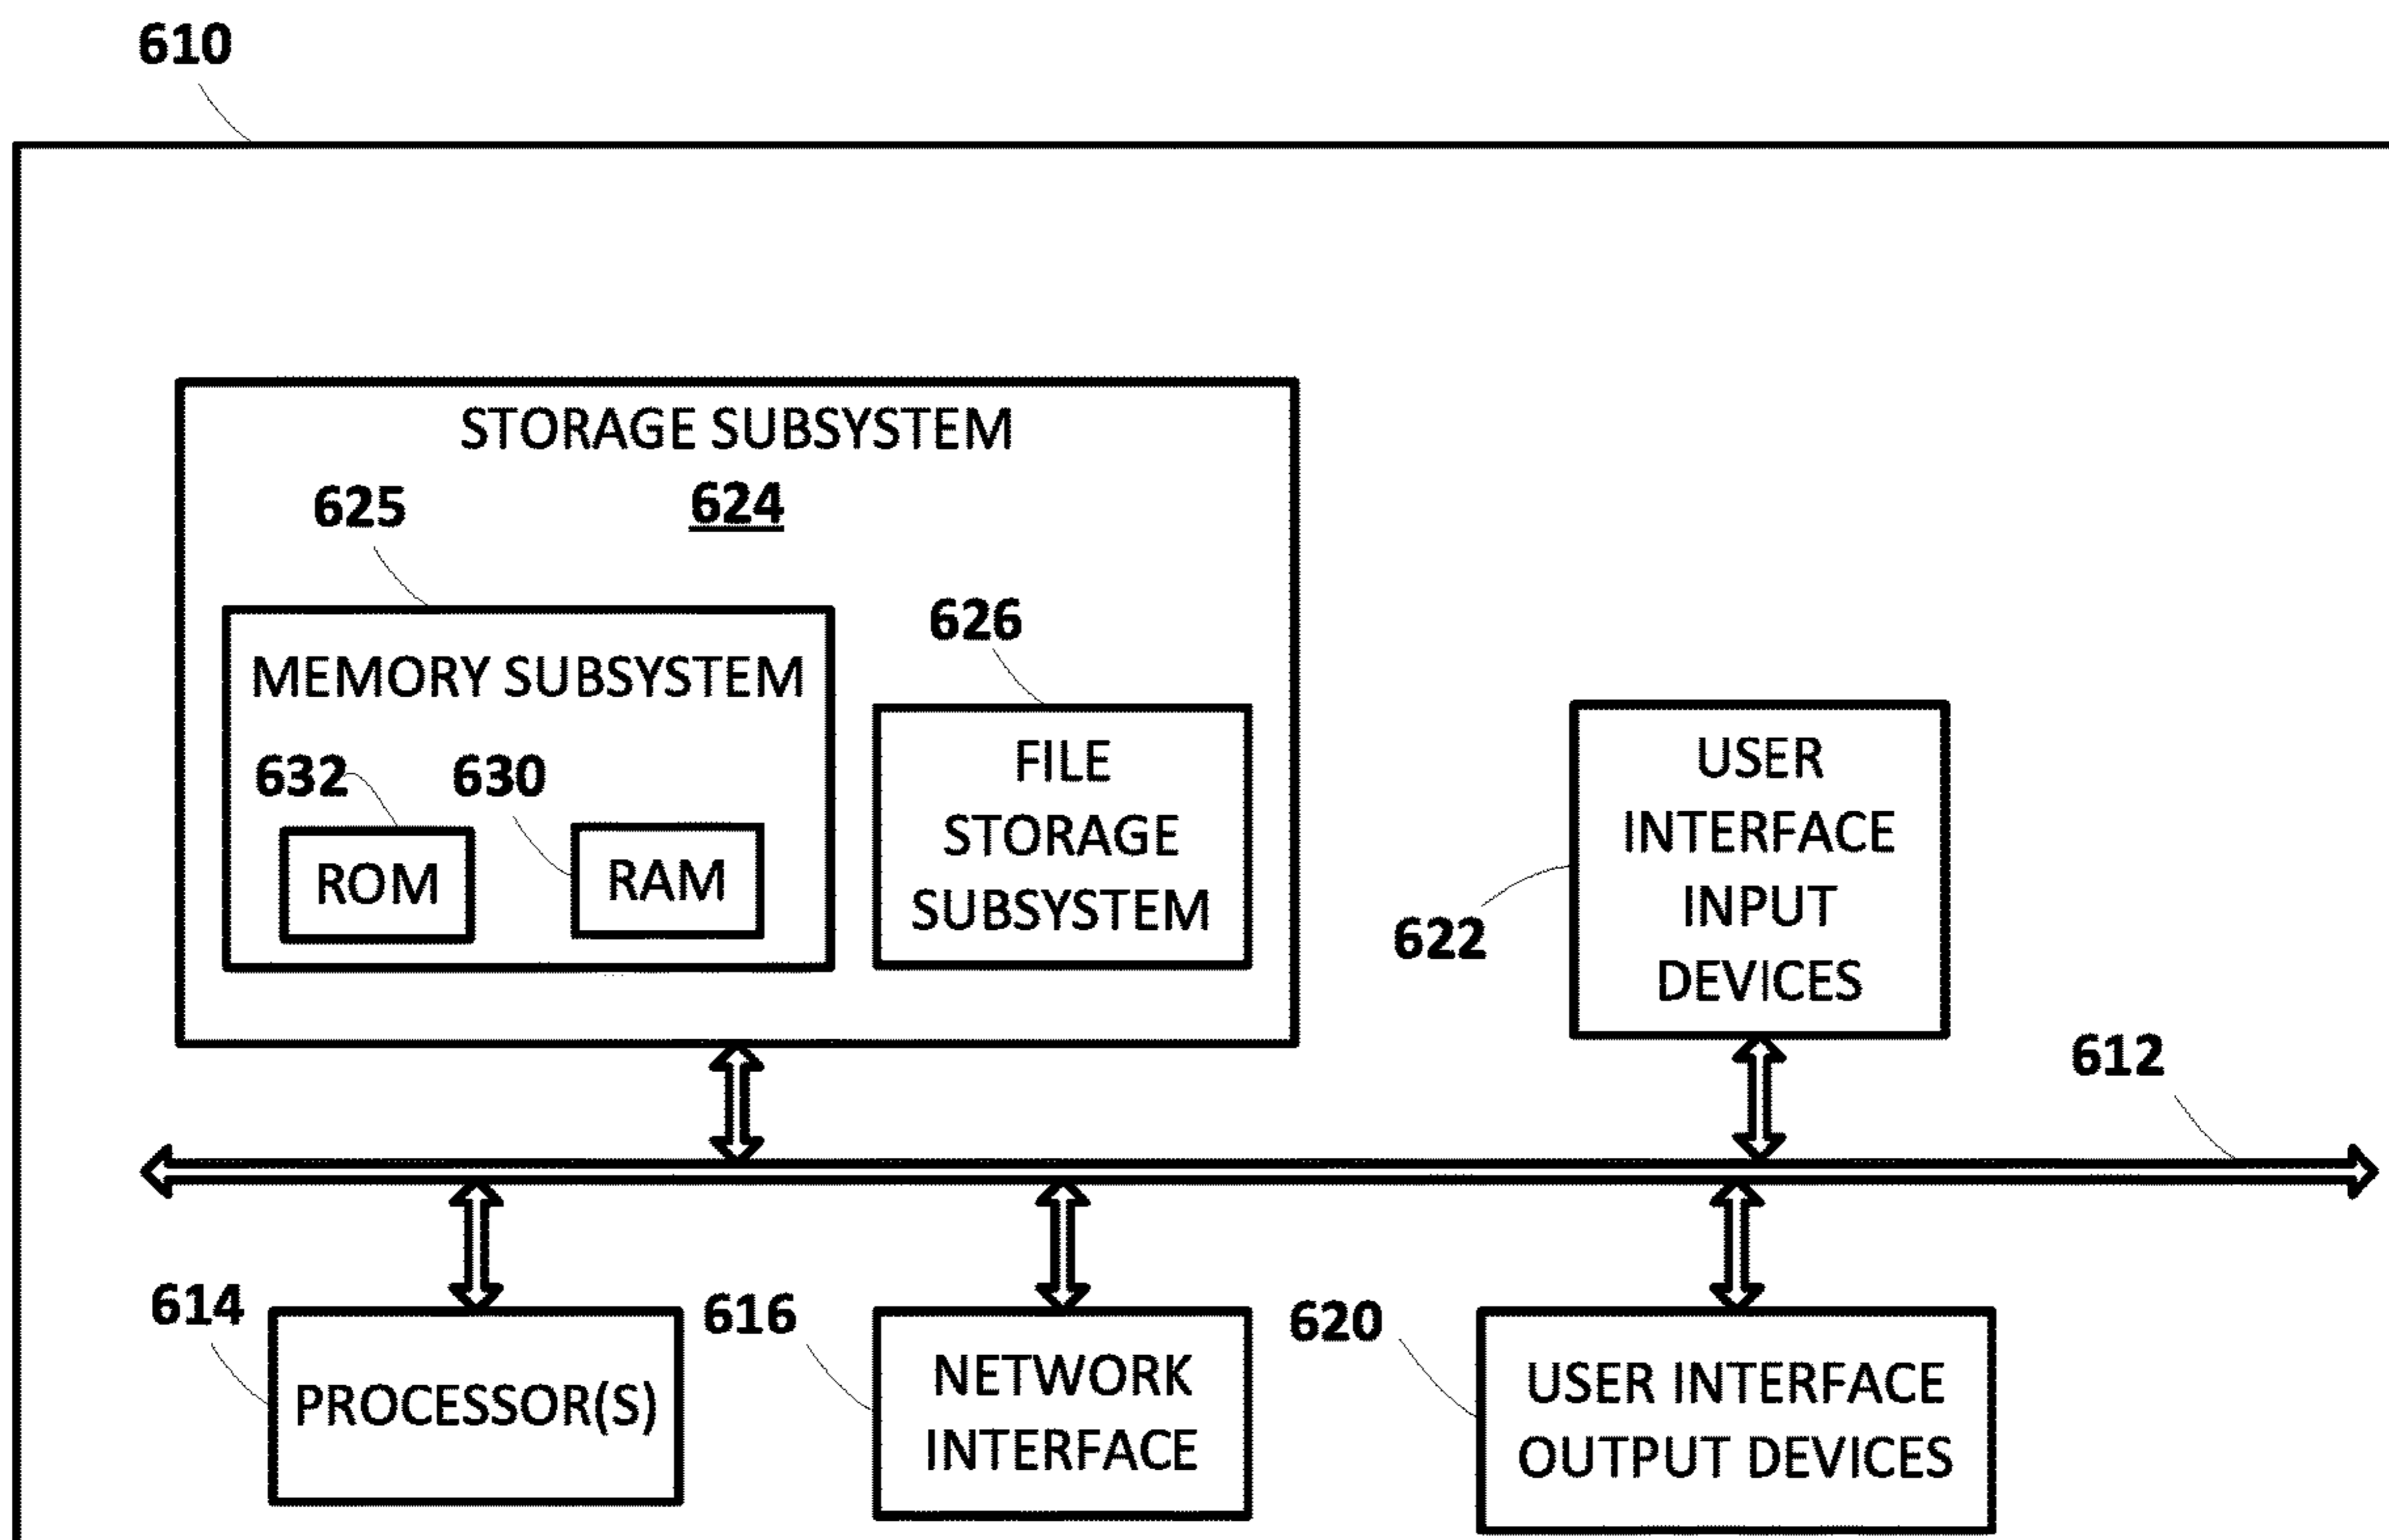 610
STORAGE SUBSYSTEM
624
625
MEMORY SUBSYSTEM
632
630
ROM
RAM
626
FILE
STORAGE
SUBSYSTEM
USER
INTERFACE
INPUT
DEVICES
622
612
614
PROCESSOR(S)
616
NETWORK
INTERFACE
620
USER INTERFACE
OUTPUT DEVICES